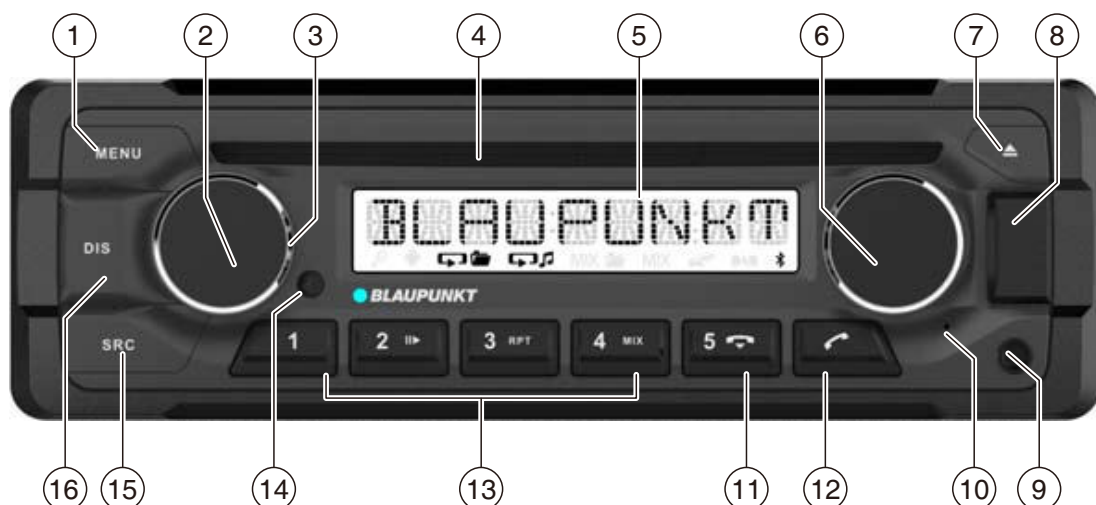 1 2 3 4 5 6 7 8
MENU
BLAUPUNKT
DIS
MIX MIX
BLAUPUNKT
SRC
1 2 3 RPT 4 MIX 5
16 15 14 13 11 12 10 9